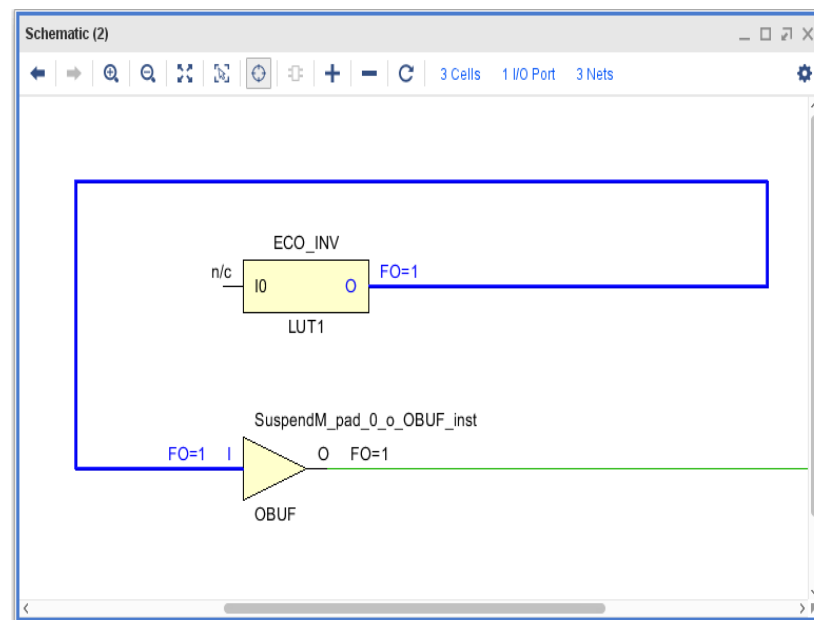 Schematic (2)
3 Cells 1 I/O Port 3 Nets
ECO_INV
n/c
FO=1
I0
O
LUT1
SuspendM_pad_0_o_OBUF_inst
FO=1
I
O
FO=1
OBUF